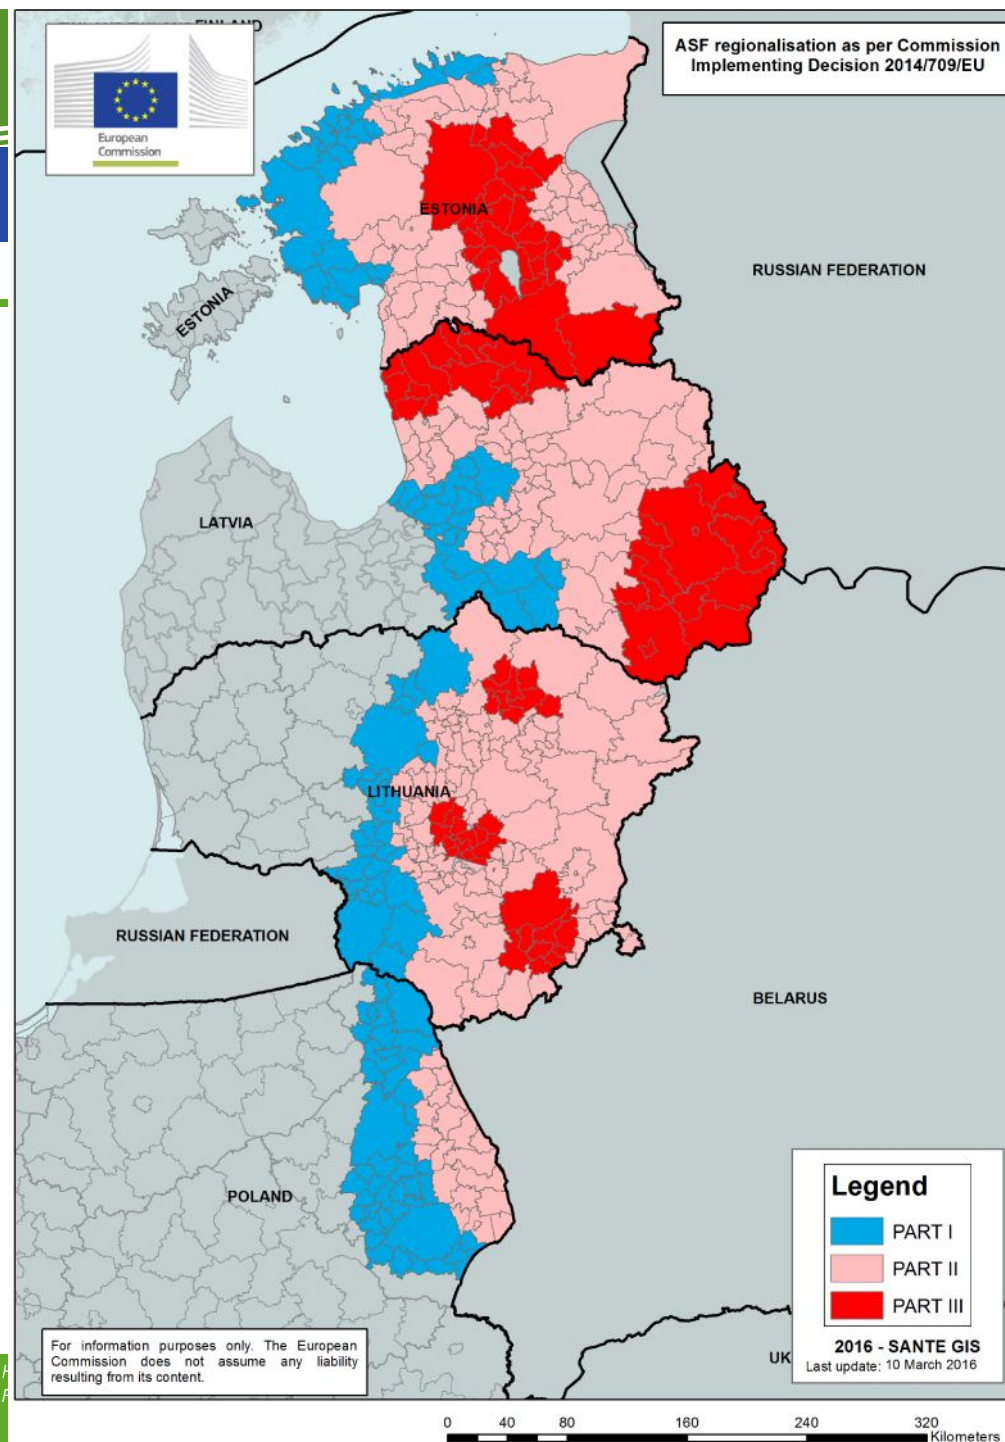 FINLAND
European
Commission
ASF regionalisation as per Commission
Implementing Decision 2014/709/EU
ESTONIA
RUSSIAN FEDERATION
ESTONIA
LATVIA
LITHUANIA
RUSSIAN FEDERATION
BELARUS
POLAND
Legend
PART I
PART II
PART III
2016 - SANTE GIS
Last update: 10 March 2016
UK
For information purposes only. The European
Commission does not assume any liability
resulting from its content.
0 40 80 160 240 320
Kilometers